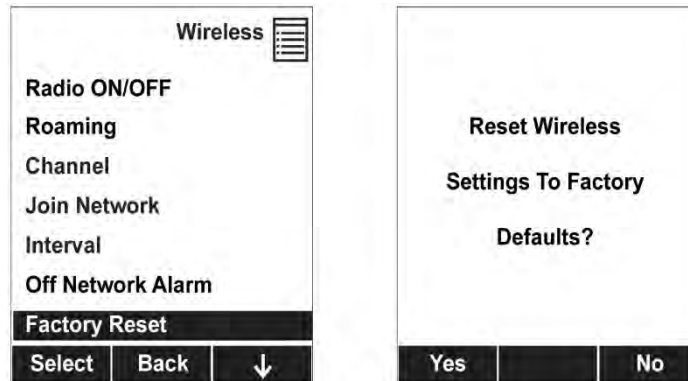 Wireless
Radio ON/OFF
Roaming
Channel
Join Network
Interval
Off Network Alarm
Factory Reset
Select Back ↓
Reset Wireless
Settings To Factory
Defaults?
Yes No